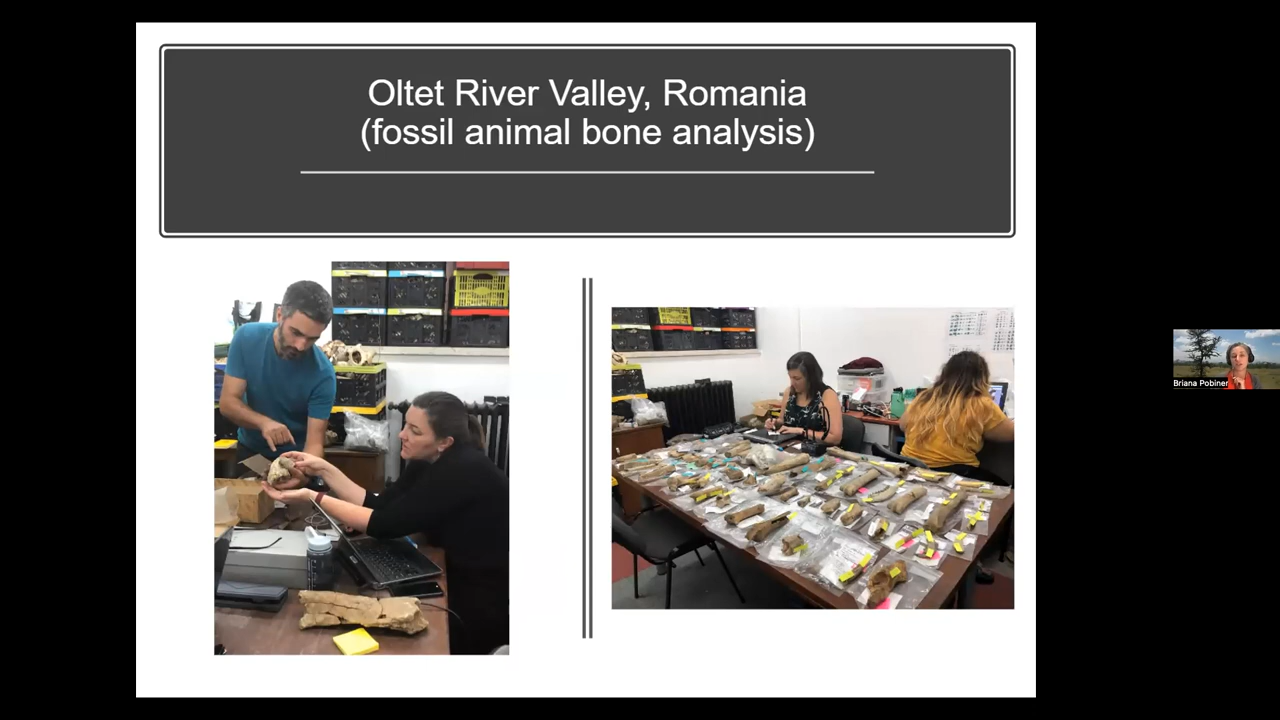 Oltet River Valley, Romania
(fossil animal bone analysis)
Briana Pobiner